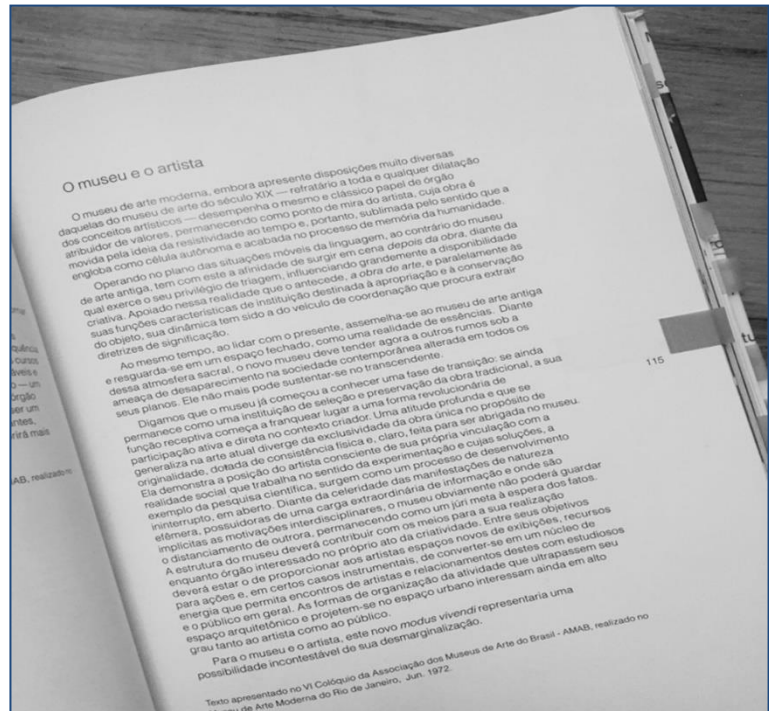 O museu e o artista
O museu de arte moderna, embora apresente disposições muito diversas
daquelas do museu de arte do século XIX — refratário a toda e qualquer dilatação
dos conceitos artísticos — desempenha o mesmo e clássico papel de órgão
atribuidor de valores, permanecendo como ponto de mira do artista, cuja obra é
movida pela ideia da resistividade ao tempo e, portanto, sublimada pelo sentido que a
engloba como célula autônoma e acabada no processo de memória da humanidade.
Operando no plano das situações móveis da linguagem, ao contrário do museu
de arte antiga, tem com este a afinidade de surgir em cena depois da obra, diante da
qual exerce o seu privilégio de triagem, influenciando grandemente a disponibilidade
criativa. Apoiado nessa realidade que o antecede, a obra de arte, e paralelamente às
suas funções características de instituição destinada à apropriação e à conservação
do objeto, sua dinâmica tem sido a do veículo de coordenação que procura extrair
diretrizes de significação.
Ao mesmo tempo, ao lidar com o presente, assemelha-se ao museu de arte antiga
e resguarda-se em um espaço fechado, como uma realidade de essências. Diante
dessa atmosfera sacral, o novo museu deve tender agora a outros rumos sob a
ameaça de desaparecimento na sociedade contemporânea alterada em todos os
seus planos. Ele não mais pode sustentar-se no transcendente.
Digamos que o museu já começou a conhecer uma fase de transição: se ainda
permanece como uma instituição de seleção e preservação da obra tradicional, a sua
função receptiva começa a franquear lugar a uma forma revolucionária de
participação ativa e direta no contexto criador. Uma atitude profunda e que se
generaliza na arte atual diverge da exclusividade da obra única no propósito de
originalidade, dotada de consistência física e, claro, feita para ser abrigada no museu.
Ela demonstra a posição do artista consciente de sua própria vinculação com a
realidade social que trabalha no sentido da experimentação e cujas soluções, a
exemplo da pesquisa científica, surgem como um processo de desenvolvimento
ininterrupto, em aberto. Diante da celeridade das manifestações de natureza
efêmera, possuidoras de uma carga extraordinária de informação e onde são
implícitas as motivações interdisciplinares, o museu obviamente não poderá guardar
o distanciamento de outrora, permanecendo como um júri meta à espera dos fatos.
A estrutura do museu deverá contribuir com os meios para a sua realização
enquanto órgão interessado no próprio ato da criatividade. Entre seus objetivos
deverá estar o de proporcionar aos artistas espaços novos de exibições, recursos
para ações e, em certos casos instrumentais, de converter-se em um núcleo de
energia que permita encontros de artistas e relacionamentos destes com estudiosos
e o público em geral. As formas de organização da atividade que ultrapassem seu
espaço arquitetônico e projetem-se no espaço urbano interessam ainda em alto
grau tanto ao artista como ao público.
Para o museu e o artista, este novo modus vivendi representaria uma
possibilidade incontestável de sua desmarginalização.
Texto apresentado no VI Colóquio da Associação dos Museus de Arte do Brasil - AMAB, realizado no
Museu de Arte Moderna do Rio de Janeiro, Jun. 1972.
115